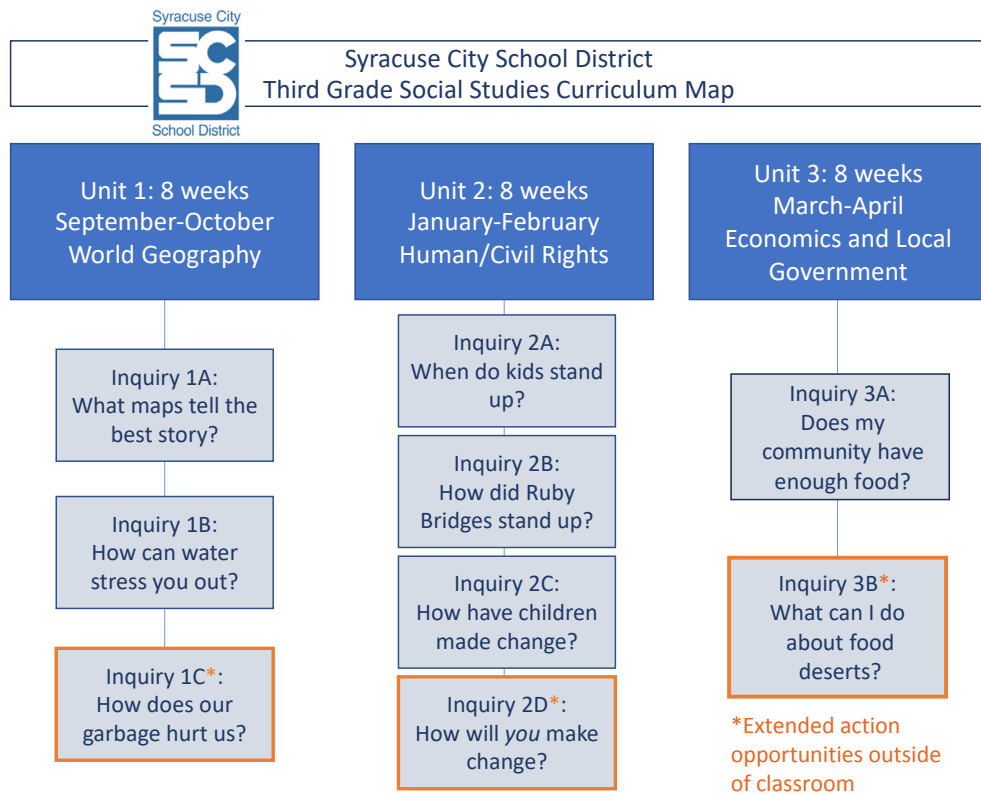 Syracuse City
SC
SD
School District
Syracuse City School District
Third Grade Social Studies Curriculum Map
Unit 1: 8 weeks
September-October
World Geography
Inquiry 1A:
What maps tell the
best story?
Inquiry 1B:
How can water
stress you out?
Inquiry 1C*:
How does our
garbage hurt us?
Unit 2: 8 weeks
January-February
Human/Civil Rights
Inquiry 2A:
When do kids stand
up?
Inquiry 2B:
How did Ruby
Bridges stand up?
Inquiry 2C:
How have children
made change?
Inquiry 2D*:
How will you make
change?
Unit 3: 8 weeks
March-April
Economics and Local
Government
Inquiry 3A:
Does my
community have
enough food?
Inquiry 3B*:
What can I do
about food
deserts?
*Extended action
opportunities outside
of classroom